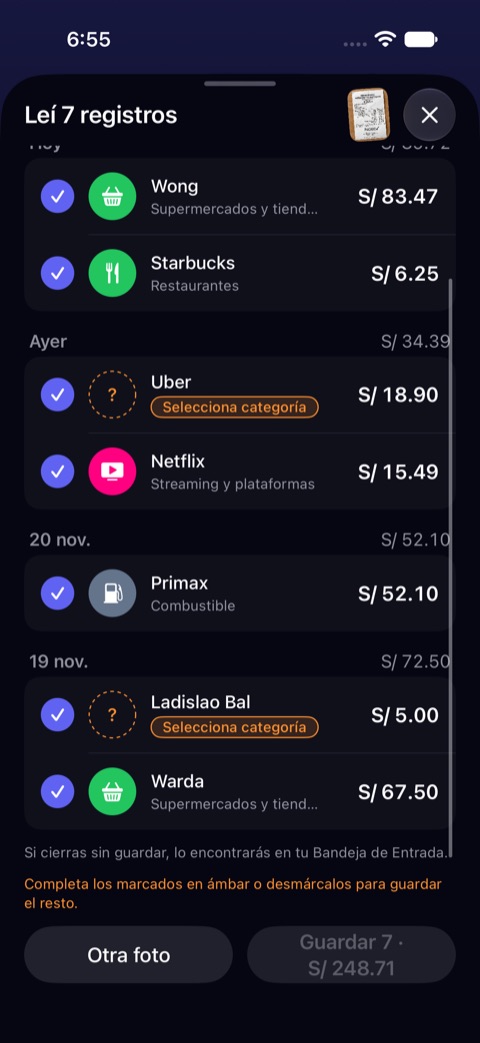 6:55
Leí 7 registros
Hoy
Wong
Supermercados y tiend...
S/ 83.47
Starbucks
Restaurantes
S/ 6.25
Ayer
S/ 34.39
?
Uber
Selecciona categoría
S/ 18.90
Netflix
Streaming y plataformas
S/ 15.49
20 nov.
S/ 52.10
Primax
Combustible
S/ 52.10
19 nov.
S/ 72.50
?
Ladislao Bal
Selecciona categoría
S/ 5.00
Warda
Supermercados y tiend...
S/ 67.50
Si cierras sin guardar, lo encontrarás en tu Bandeja de Entrada.
Completa los marcados en ámbar o desmárcalos para guardar
el resto.
Otra foto
Guardar 7 ·
S/ 248.71